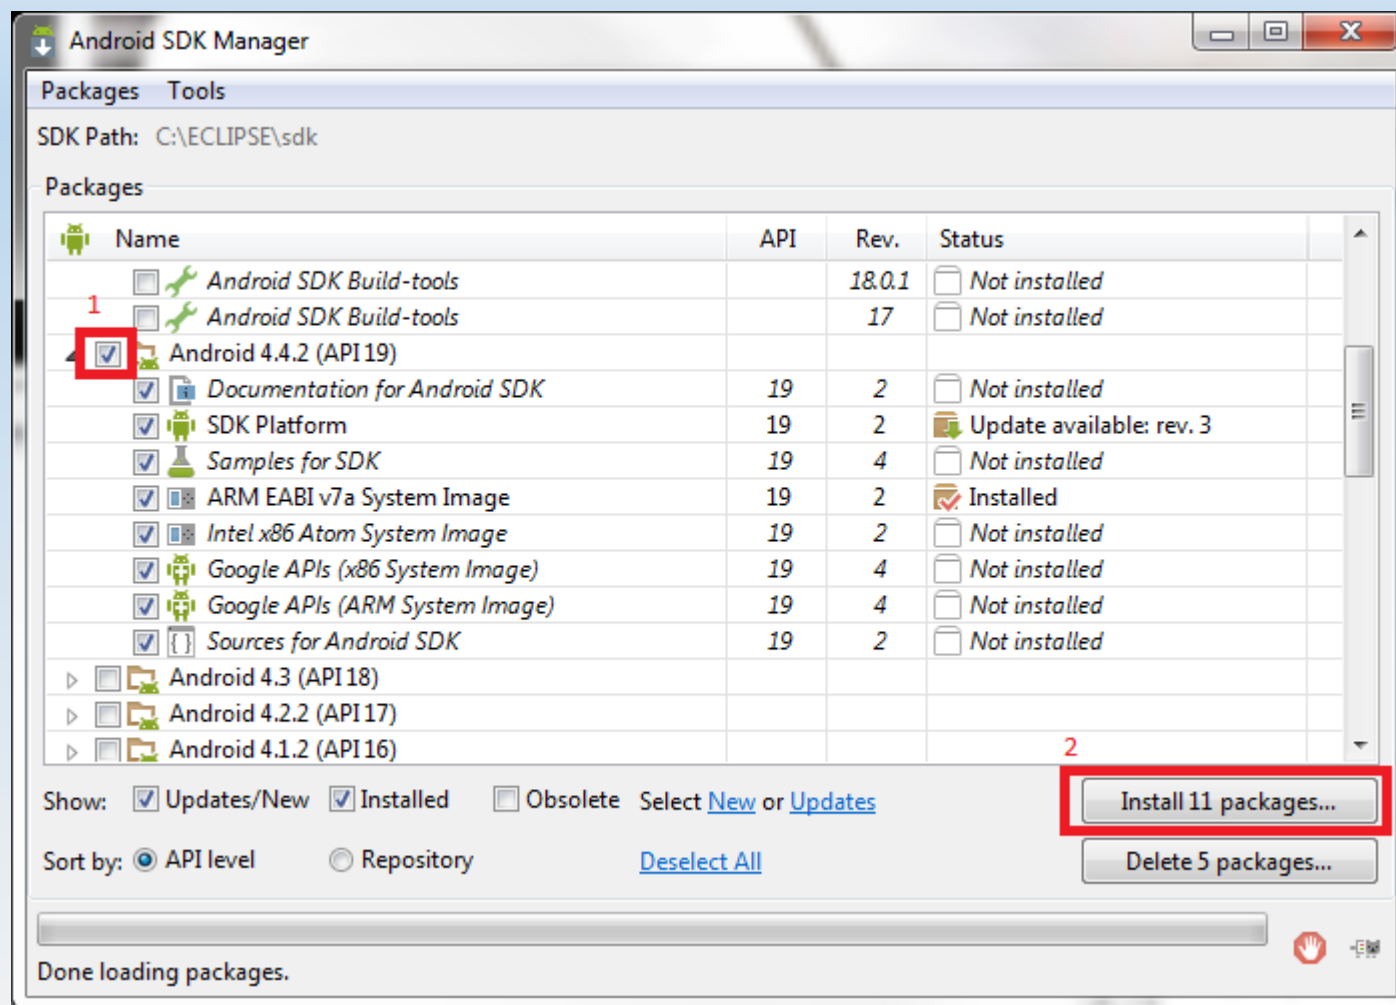 Android SDK Manager
Packages Tools
SDK Path: C:\ECLIPSE\sdk
Packages
Name API Rev. Status
Android SDK Build-tools 18.0.1 Not installed
1
Android SDK Build-tools 17 Not installed
Android 4.4.2 (API 19)
Documentation for Android SDK 19 2 Not installed
SDK Platform 19 2 Update available: rev. 3
Samples for SDK 19 4 Not installed
ARM EABI v7a System Image 19 2 Installed
Intel x86 Atom System Image 19 2 Not installed
Google APIs (x86 System Image) 19 4 Not installed
Google APIs (ARM System Image) 19 4 Not installed
Sources for Android SDK 19 2 Not installed
Android 4.3 (API 18)
Android 4.2.2 (API 17)
Android 4.1.2 (API 16)
2
Show: Updates/New Installed Obsolete Select New or Updates Install 11 packages...
Sort by: API level Repository Deselect All Delete 5 packages...
Done loading packages.